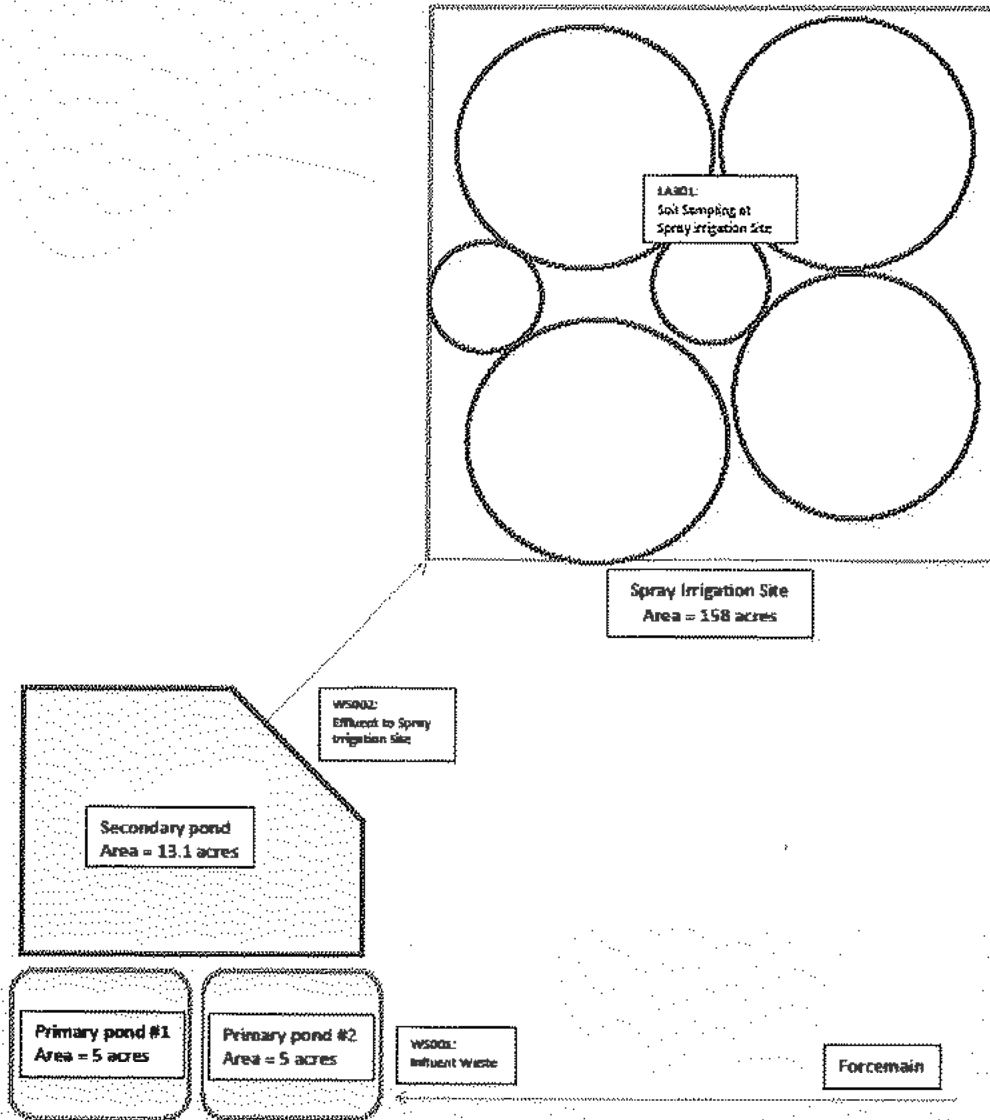 LA301:
Soil Sampling at
Spray Irrigation Site
Spray Irrigation Site
Area = 158 acres
WS002:
Effluent to Spray
Irrigation Site
Secondary pond
Area = 13.1 acres
Primary pond #1
Area = 5 acres
Primary pond #2
Area = 5 acres
WS001:
Influent Waste
Forcemain